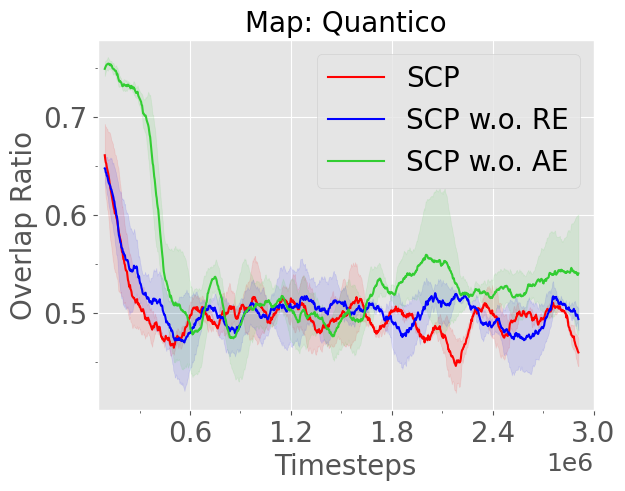 Map: Quantico
SCP
SCP w.o. RE
SCP w.o. AE
Overlap Ratio
0.7
0.6
0.5
0.6 1.2 1.8 2.4 3.0
Timesteps
1e6